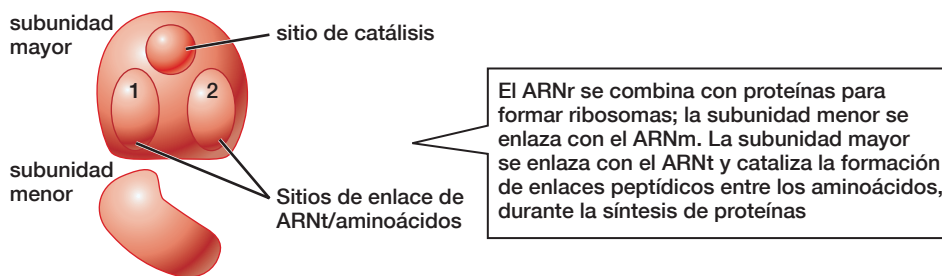 subunidad
mayor
sitio de catálisis
1
2
subunidad
menor
Sitios de enlace de
ARNt/aminoácidos
El ARNr se combina con proteínas para
formar ribosomas; la subunidad menor se
enlaza con el ARNm. La subunidad mayor
se enlaza con el ARNt y cataliza la formación
de enlaces peptídicos entre los aminoácidos,
durante la síntesis de proteínas